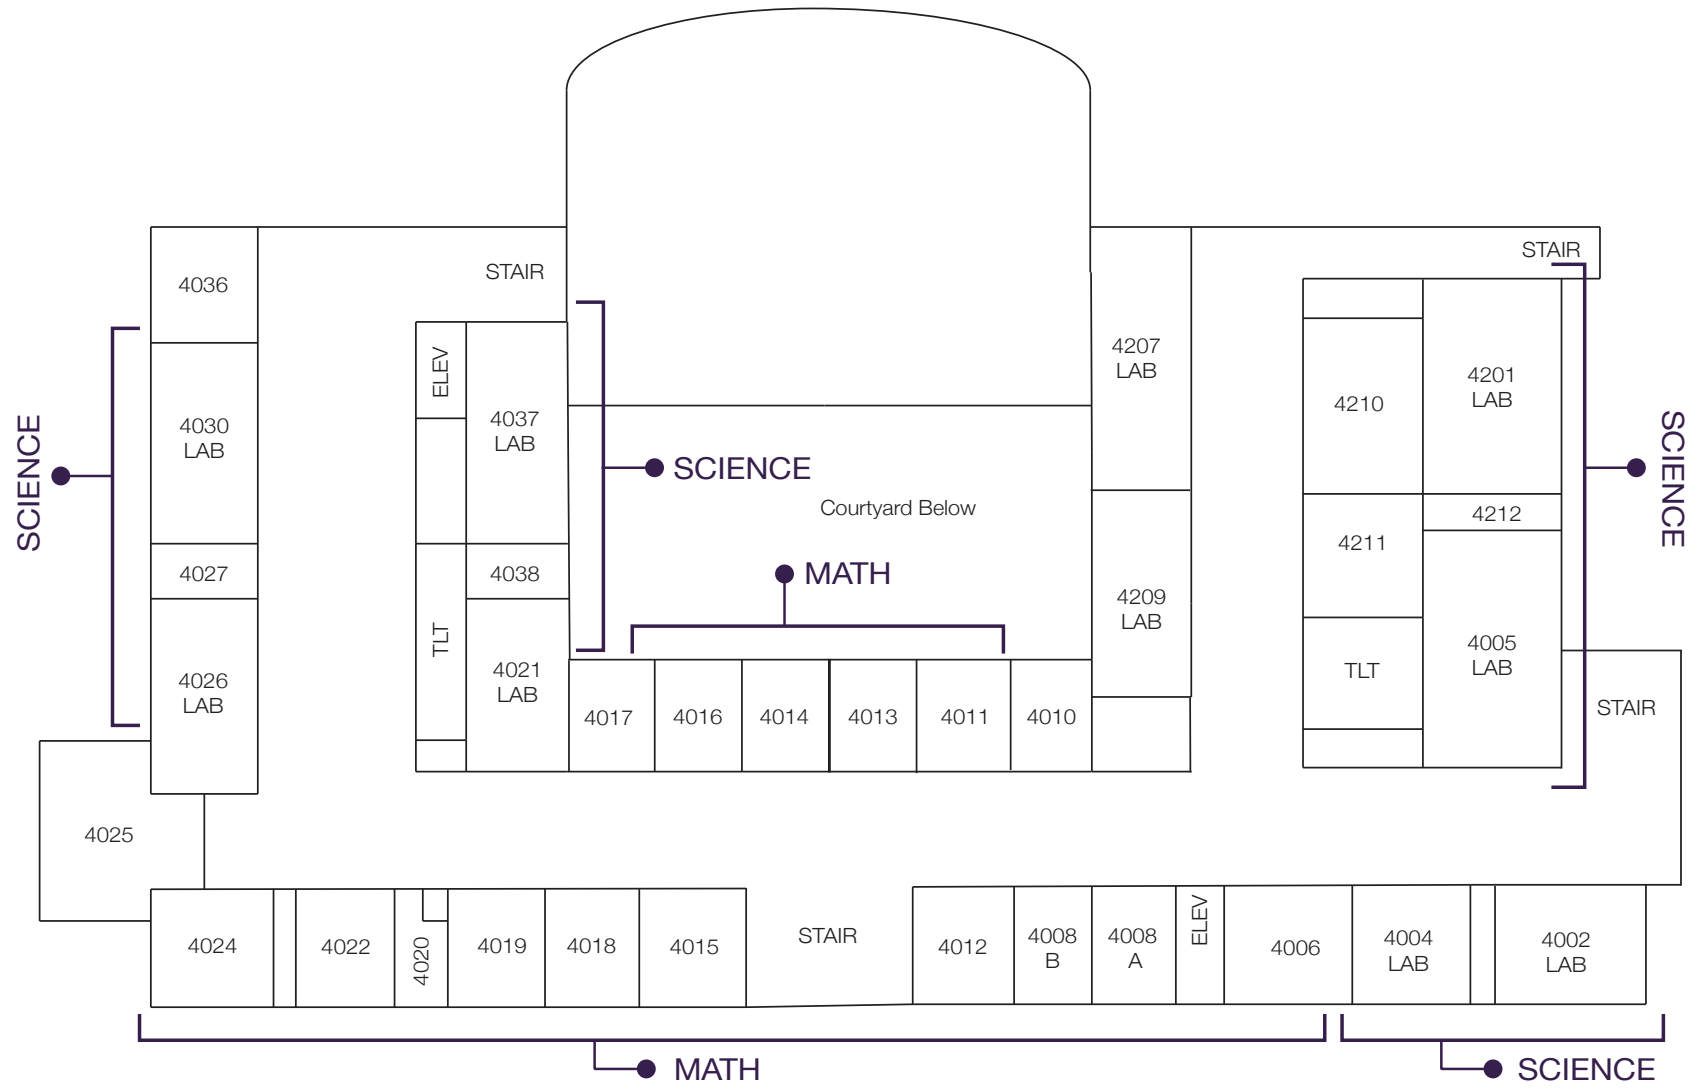 STAIR
4036
STAIR
4207
LAB
ELEV
4201
LAB
4210
4030
LAB
4037
LAB
SCIENCE
SCIENCE
SCIENCE
Courtyard Below
4212
4211
4027
4038
MATH
4209
LAB
TLT
4005
LAB
4026
LAB
4021
LAB
TLT
STAIR
4017
4016
4014
4013
4011
4010
4025
4024
4022
4020
4019
4018
4015
STAIR
4012
4008
B
4008
A
ELEV
4006
4004
LAB
4002
LAB
MATH
SCIENCE